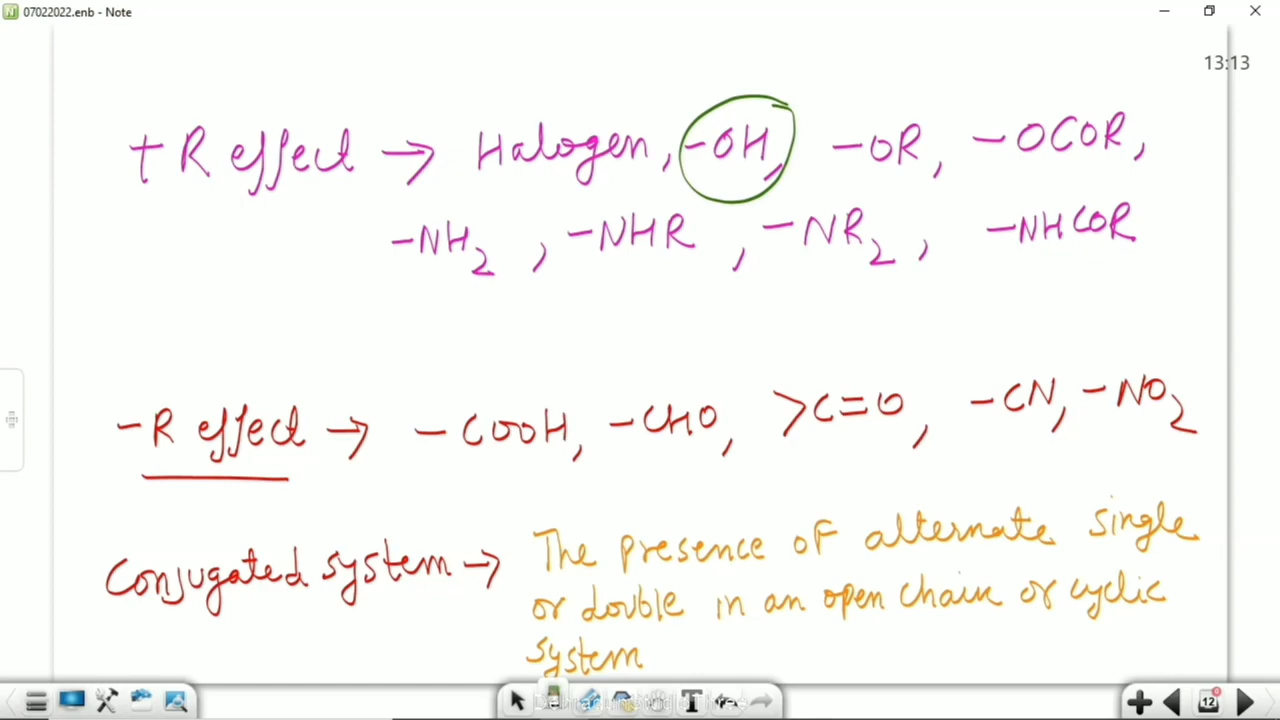 07022022.enb - Note
13:13
+R effect → Halogen, -OH, -OR, -OCOR,
-NH₂, -NHR, -NR₂, -NHCOR
-R effect → -COOH, -CHO, >C=O, -CN, -NO₂
Conjugated system → The presence of alternate single
or double in an open chain or cyclic
system
T
12